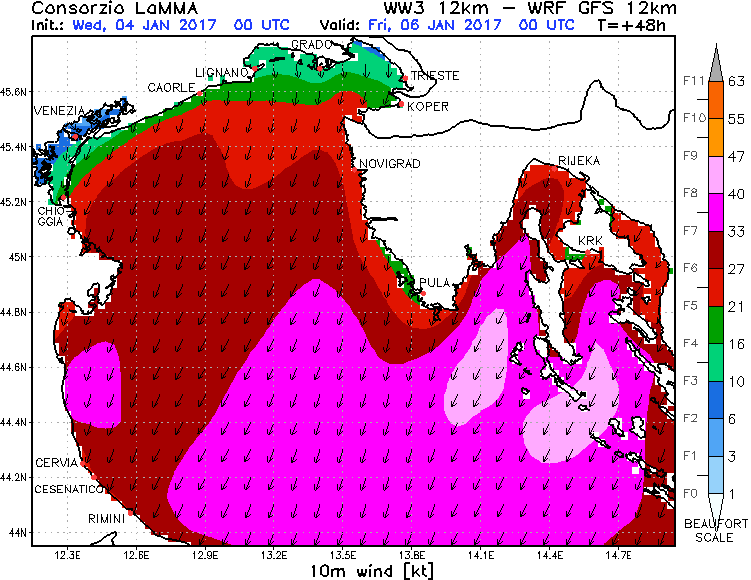 Consorzio LaMMA WW3 12km – WRF GFS 12km
Init.: Wed, 04 JAN 2017 00 UTC Valid: Fri, 06 JAN 2017 00 UTC T=+48h
GRADO
LIGNANO
TRIESTE
CAORLE
KOPER
VENEZIA
NOVIGRAD
RIJEKA
CHIO-
GGIA
KRK
PULA
CERVIA
CESENATICO
RIMINI
45.6N
45.4N
45.2N
45N
44.8N
44.6N
44.4N
44.2N
44N
12.3E 12.6E 12.9E 13.2E 13.5E 13.8E 14.1E 14.4E 14.7E
10m wind [kt]
F11 63
F10 55
F9 47
F8 40
F7 33
F6 27
F5 21
F4 16
F3 10
F2 6
F1 3
F0 1
BEAUFORT
SCALE